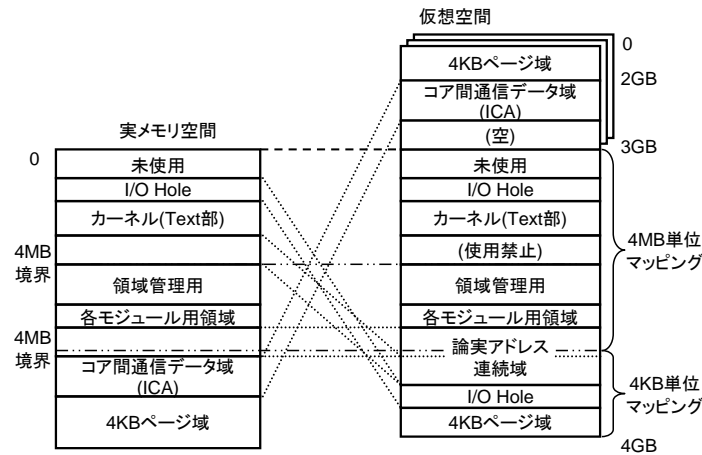 仮想空間
0
4KBページ域
2GB
コア間通信データ域
(ICA)
(空)
3GB
実メモリ空間
0
未使用
I/O Hole
カーネル(Text部)
4MB
境界
領域管理用
各モジュール用領域
4MB
境界
コア間通信データ域
(ICA)
4KBページ域
未使用
I/O Hole
カーネル(Text部)
(使用禁止)
領域管理用
各モジュール用領域
論実アドレス
連続域
I/O Hole
4KBページ域
4MB単位
マッピング
4KB単位
マッピング
4GB